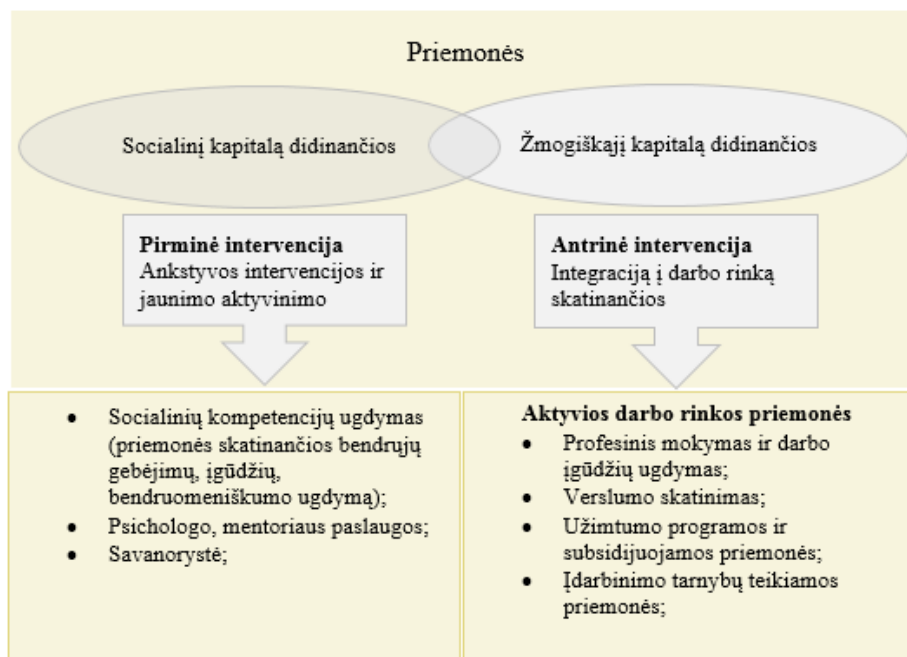 Priemonės
Socialinį kapitalą didinančios
Žmogiškąjį kapitalą didinančios
Pirminė intervencija
Ankstyvos intervencijos ir
jaunimo aktyvinimo
Antrinė intervencija
Integraciją į darbo rinką
skatinančios
• Socialinių kompetencijų ugdymas
(priemonės skatinančios bendrųjų
gebėjimų, įgūdžių,
bendruomeniškumo ugdymą);
• Psichologo, mentoriaus paslaugos;
• Savanorystė;
Aktyvios darbo rinkos priemonės
• Profesinis mokymas ir darbo
įgūdžių ugdymas;
• Verslumo skatinimas;
• Užimtumo programos ir
subsidijuojamos priemonės;
• Įdarbinimo tarnybų teikiamos
priemonės;